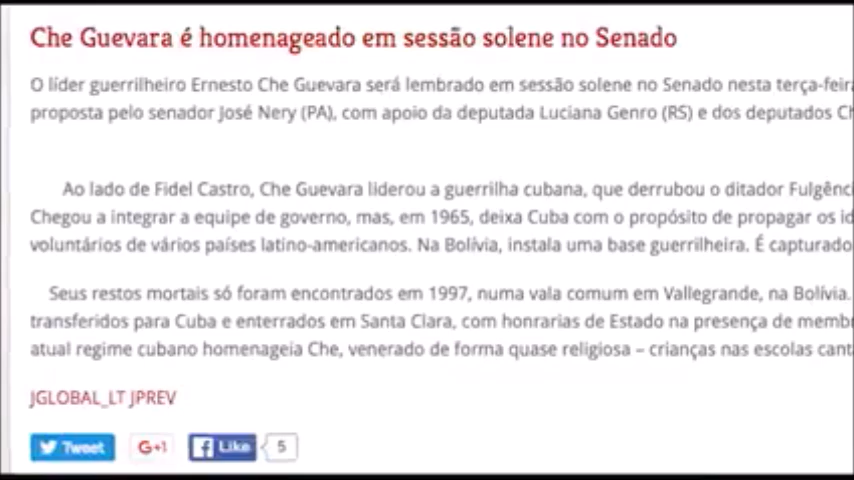 Che Guevara é homenageado em sessão solene no Senado
O líder guerrilheiro Ernesto Che Guevara será lembrado em sessão solene no Senado nesta terça-feir
proposta pelo senador José Nery (PA), com apoio da deputada Luciana Genro (RS) e dos deputados Ch
Ao lado de Fidel Castro, Che Guevara liderou a guerrilha cubana, que derrubou o ditador Fulgênc
Chegou a integrar a equipe de governo, mas, em 1965, deixa Cuba com o propósito de propagar os id
voluntários de vários países latino-americanos. Na Bolívia, instala uma base guerrilheira. É capturado
Seus restos mortais só foram encontrados em 1997, numa vala comum em Vallegrande, na Bolívia.
transferidos para Cuba e enterrados em Santa Clara, com honrarias de Estado na presença de memb
atual regime cubano homenageia Che, venerado de forma quase religiosa – crianças nas escolas cant
JGLOBAL_LT JPREV
Tweet G+1 Like 5